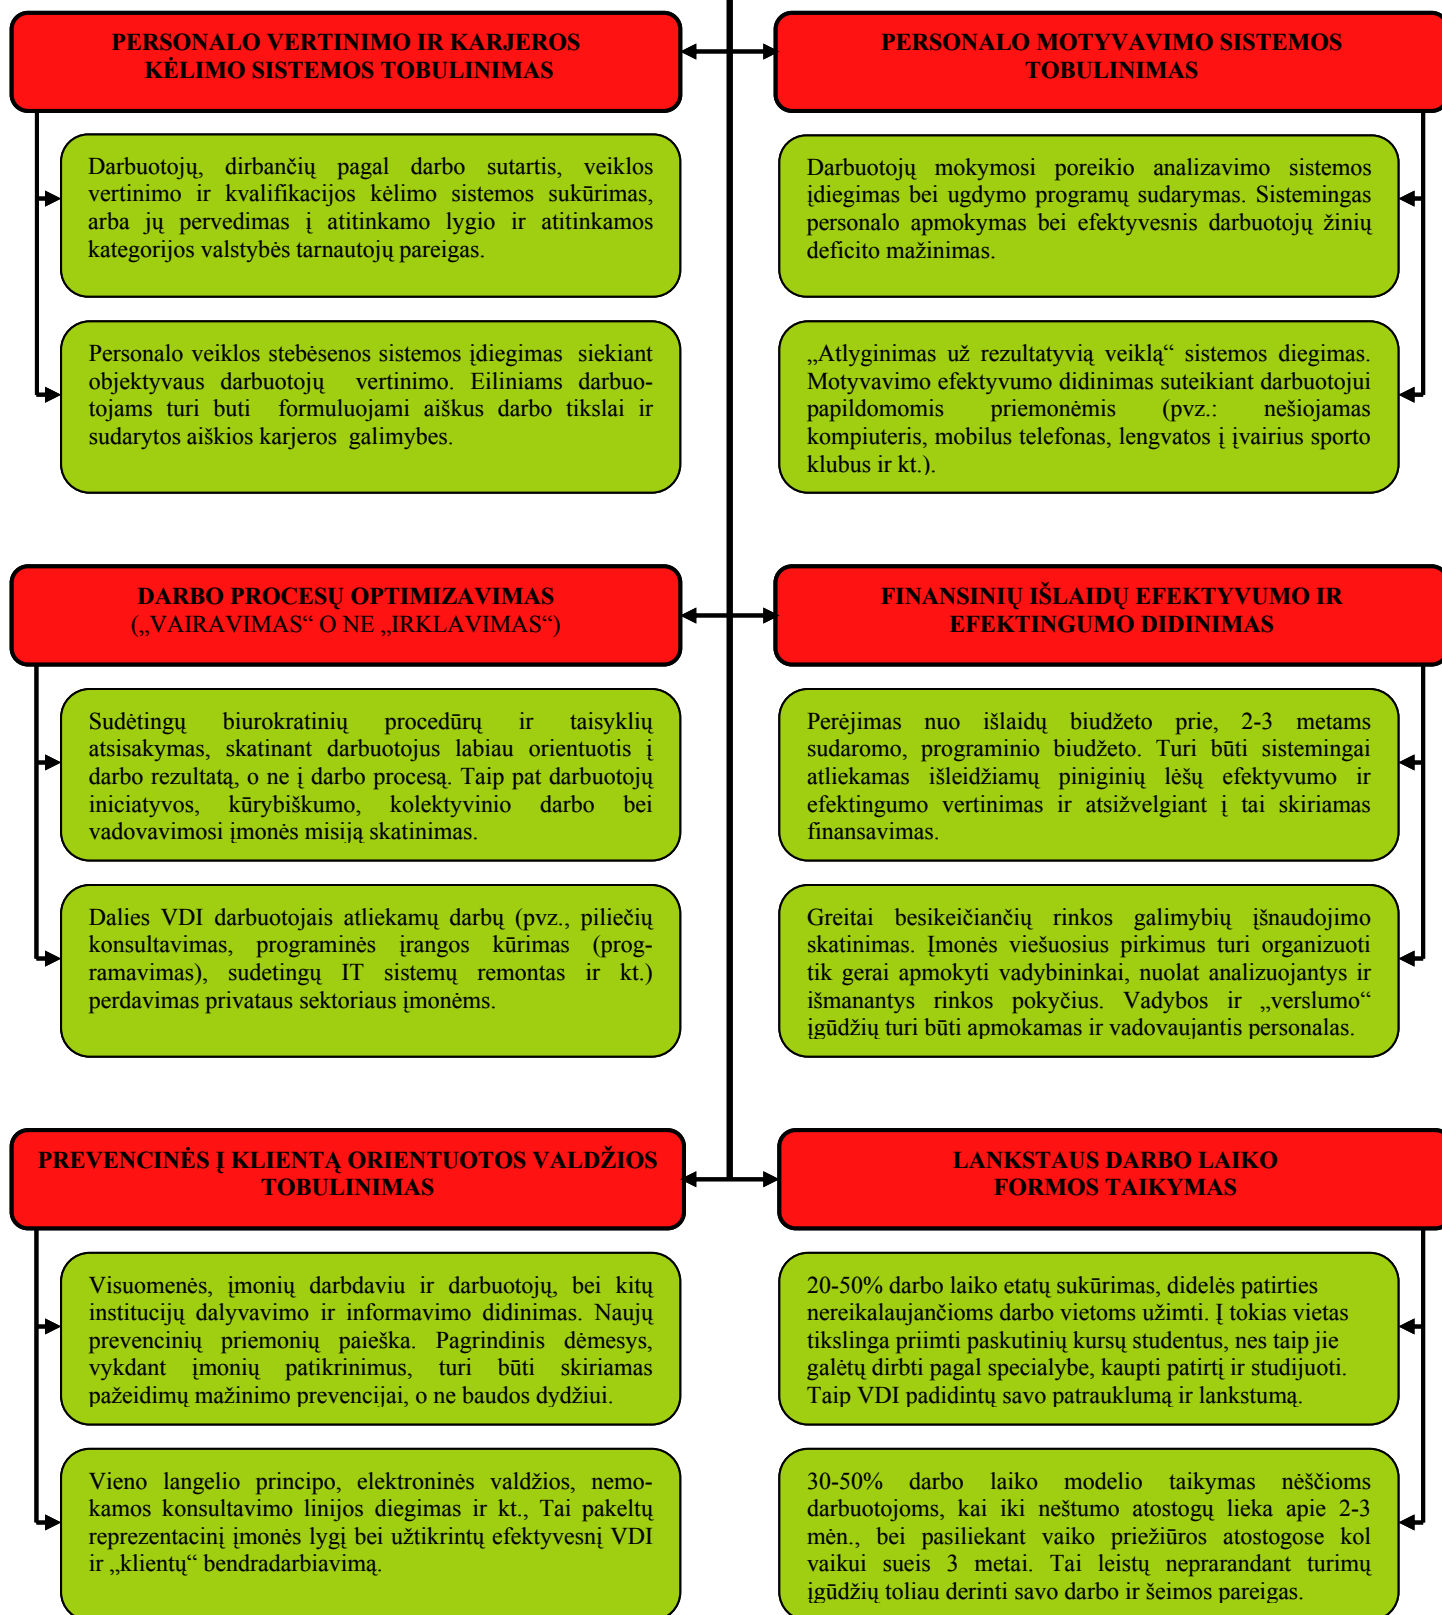 PERSONALO VERTINIMO IR KARJEROS
KĖLIMO SISTEMOS TOBULINIMAS
Darbuotojų, dirbančių pagal darbo sutartis, veiklos
vertinimo ir kvalifikacijos kėlimo sistemos sukūrimas,
arba jų pervedimas į atitinkamo lygio ir atitinkamos
kategorijos valstybės tarnautojų pareigas.
Personalo veiklos stebėsenos sistemos įdiegimas siekiant
objektyvaus darbuotojų vertinimo. Eiliniams darbuo-
tojams turi buti formuluojami aiškus darbo tikslai ir
sudarytos aiškios karjeros galimybes.
PERSONALO MOTYVAVIMO SISTEMOS
TOBULINIMAS
Darbuotojų mokymosi poreikio analizavimo sistemos
įdiegimas bei ugdymo programų sudarymas. Sistemingas
personalo apmokymas bei efektyvesnis darbuotojų žinių
deficito mažinimas.
„Atlyginimas už rezultatyvią veiklą“ sistemos diegimas.
Motyvavimo efektyvumo didinimas suteikiant darbuotojui
papildomomis priemonėmis (pvz.: nešiojamas
kompiuteris, mobilus telefonas, lengvatos į įvairius sporto
klubus ir kt.).
DARBO PROCESŲ OPTIMIZAVIMAS
(„VAIRAVIMAS“ O NE „IRKLAVIMAS“)
Sudėtingų biurokratinių procedūrų ir taisyklių
atsisakymas, skatinant darbuotojus labiau orientuotis į
darbo rezultatą, o ne į darbo procesą. Taip pat darbuotojų
iniciatyvos, kūrybiškumo, kolektyvinio darbo bei
vadovavimosi įmonės misiją skatinimas.
Dalies VDI darbuotojais atliekamų darbų (pvz., piliečių
konsultavimas, programinės įrangos kūrimas (prog-
ramavimas), sudetingų IT sistemų remontas ir kt.)
perdavimas privataus sektoriaus įmonėms.
FINANSINIŲ IŠLAIDŲ EFEKTYVUMO IR
EFEKTINGUMO DIDINIMAS
Perėjimas nuo išlaidų biudžeto prie, 2-3 metams
sudaromo, programinio biudžeto. Turi būti sistemingai
atliekamas išleidžiamų piniginių lėšų efektyvumo ir
efektingumo vertinimas ir atsižvelgiant į tai skiriamas
finansavimas.
Greitai besikeičiančių rinkos galimybių įšnaudojimo
skatinimas. Įmonės viešuosius pirkimus turi organizuoti
tik gerai apmokyti vadybininkai, nuolat analizuojantys ir
išmanantys rinkos pokyčius. Vadybos ir „verslumo“
įgūdžių turi būti apmokamas ir vadovaujantis personalas.
PREVENCINĖS Į KLIENTĄ ORIENTUOTOS VALDŽIOS
TOBULINIMAS
Visuomenės, įmonių darbdaviu ir darbuotojų, bei kitų
institucijų dalyvavimo ir informavimo didinimas. Naujų
prevencinių priemonių paieška. Pagrindinis dėmesys,
vykdant įmonių patikrinimus, turi būti skiriamas
pažeidimų mažinimo prevencijai, o ne baudos dydžiui.
Vieno langelio principo, elektroninės valdžios, nemo-
kamos konsultavimo linijos diegimas ir kt., Tai pakeltų
reprezentacinį įmonės lygį bei užtikrintų efektyvesnį VDI
ir „klientų“ bendradarbiavimą.
LANKSTAUS DARBO LAIKO
FORMOS TAIKYMAS
20-50% darbo laiko etatų sukūrimas, didelės patirties
nereikalaujančioms darbo vietoms užimti. Į tokias vietas
tikslinga priimti paskutinių kursų studentus, nes taip jie
galėtų dirbti pagal specialybe, kaupti patirtį ir studijuoti.
Taip VDI padidintų savo patrauklumą ir lankstumą.
30-50% darbo laiko modelio taikymas nėščioms
darbuotojoms, kai iki neštumo atostogų lieka apie 2-3
mėn., bei pasiliekant vaiko priežiūros atostogose kol
vaikui sueis 3 metai. Tai leistų neprarandant turimų
įgūdžių toliau derinti savo darbo ir šeimos pareigas.